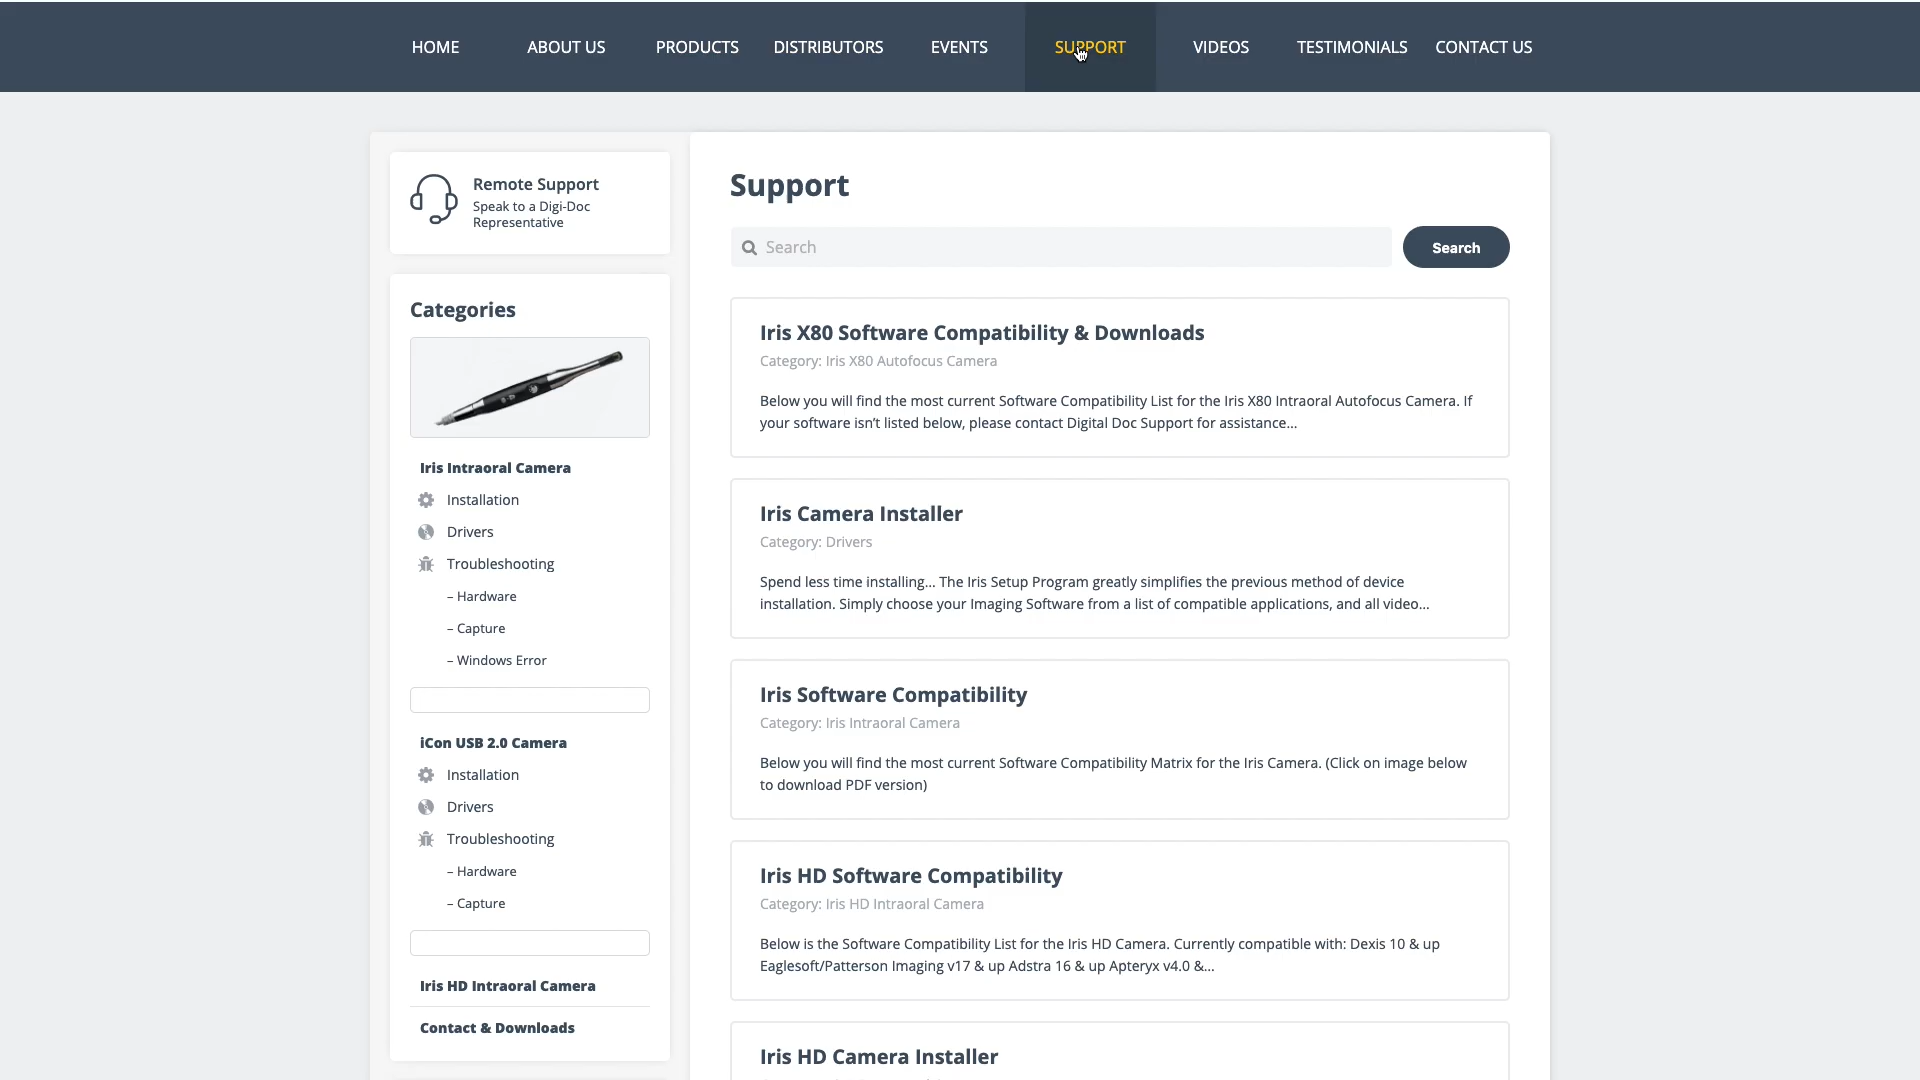 HOME ABOUT US PRODUCTS DISTRIBUTORS EVENTS SUPPORT VIDEOS TESTIMONIALS CONTACT US
Remote Support
Speak to a Digi-Doc
Representative
Categories
Iris Intraoral Camera
Installation
Drivers
Troubleshooting
– Hardware
– Capture
– Windows Error
iCon USB 2.0 Camera
Installation
Drivers
Troubleshooting
– Hardware
– Capture
Iris HD Intraoral Camera
Contact & Downloads
Support
Search Search
Iris X80 Software Compatibility & Downloads
Category: Iris X80 Autofocus Camera
Below you will find the most current Software Compatibility List for the Iris X80 Intraoral Autofocus Camera. If
your software isn’t listed below, please contact Digital Doc Support for assistance...
Iris Camera Installer
Category: Drivers
Spend less time installing... The Iris Setup Program greatly simplifies the previous method of device
installation. Simply choose your Imaging Software from a list of compatible applications, and all video...
Iris Software Compatibility
Category: Iris Intraoral Camera
Below you will find the most current Software Compatibility Matrix for the Iris Camera. (Click on image below
to download PDF version)
Iris HD Software Compatibility
Category: Iris HD Intraoral Camera
Below is the Software Compatibility List for the Iris HD Camera. Currently compatible with: Dexis 10 & up
Eaglesoft/Patterson Imaging v17 & up Adstra 16 & up Apteryx v4.0 &...
Iris HD Camera Installer